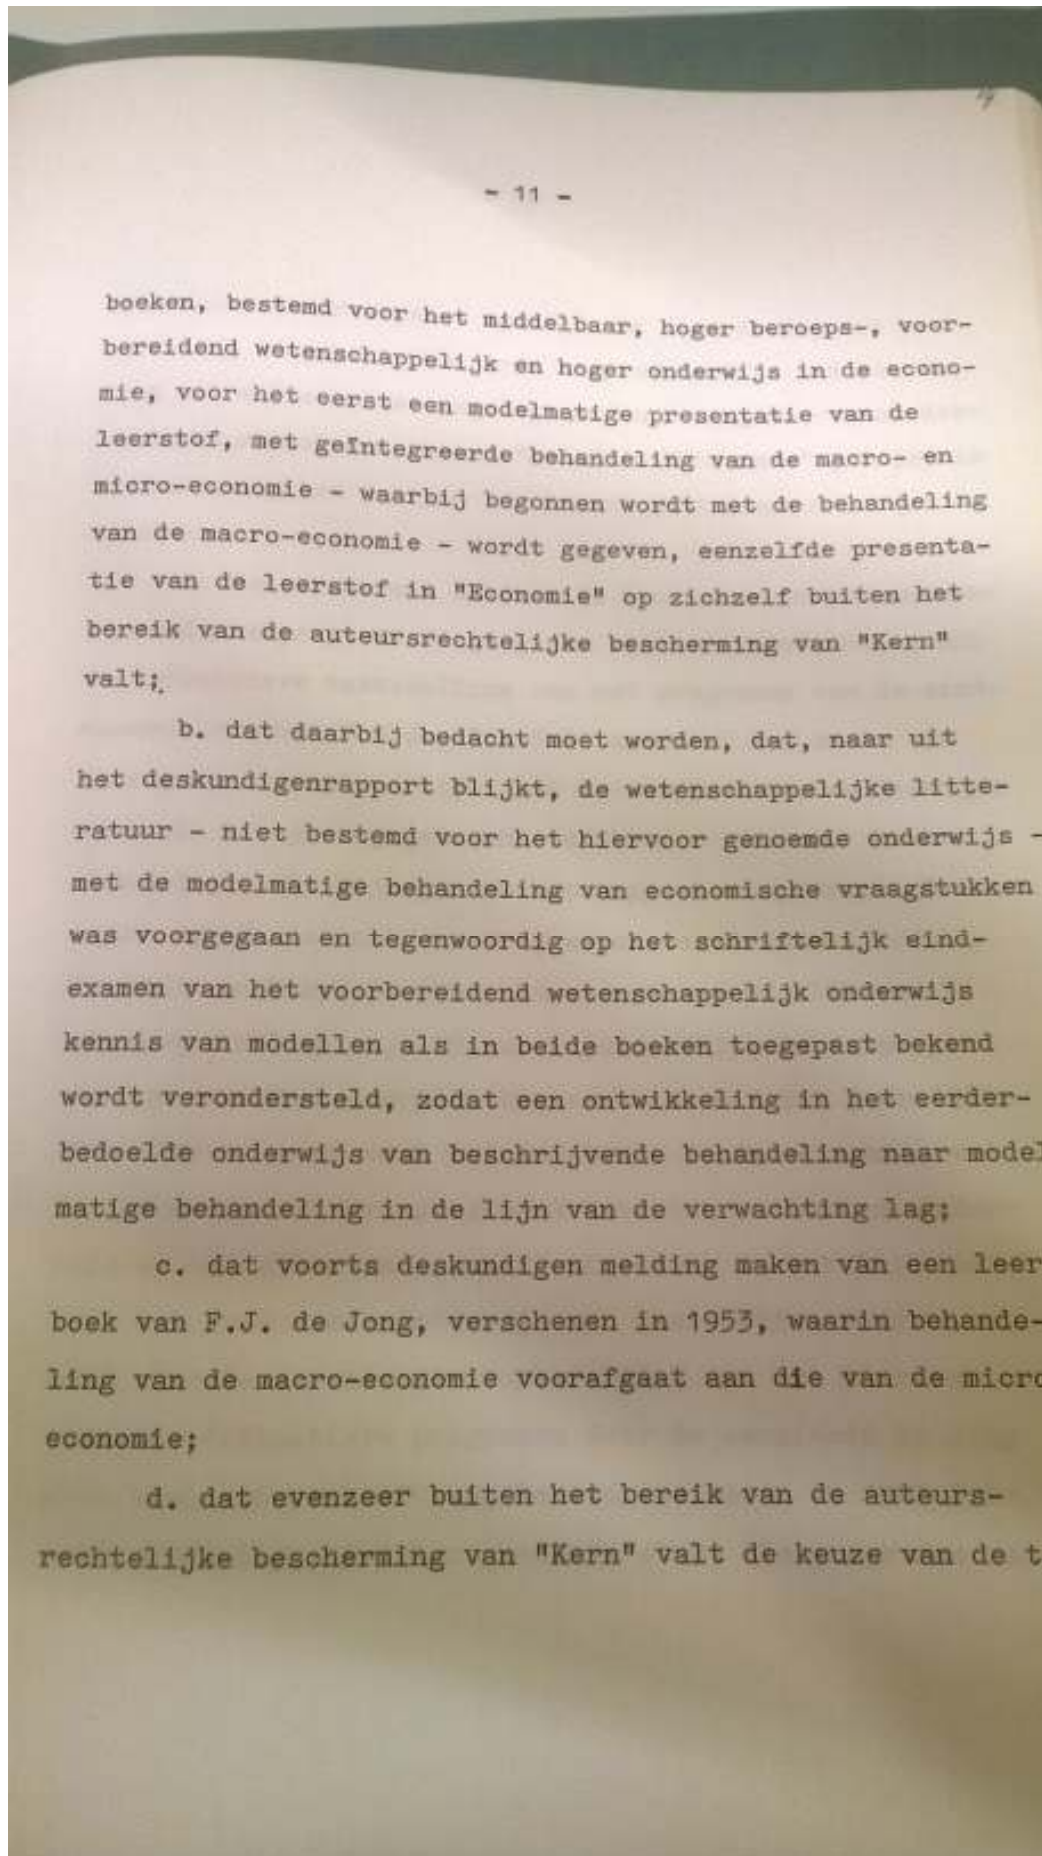 - 11 -
boeken, bestemd voor het middelbaar, hoger beroeps-, voor-
bereidend wetenschappelijk en hoger onderwijs in de econo-
mie, voor het eerst een modelmatige presentatie van de
leerstof, met geïntegreerde behandeling van de macro- en
micro-economie - waarbij begonnen wordt met de behandeling
van de macro-economie - wordt gegeven, eenzelfde presenta-
tie van de leerstof in "Economie" op zichzelf buiten het
bereik van de auteursrechtelijke bescherming van "Kern"
valt;
b. dat daarbij bedacht moet worden, dat, naar uit
het deskundigenrapport blijkt, de wetenschappelijke litte-
ratuur - niet bestemd voor het hiervoor genoemde onderwijs -
met de modelmatige behandeling van economische vraagstukken
was voorgegaan en tegenwoordig op het schriftelijk eind-
examen van het voorbereidend wetenschappelijk onderwijs
kennis van modellen als in beide boeken toegepast bekend
wordt verondersteld, zodat een ontwikkeling in het eerder-
bedoelde onderwijs van beschrijvende behandeling naar model
matige behandeling in de lijn van de verwachting lag;
c. dat voorts deskundigen melding maken van een leer
boek van F.J. de Jong, verschenen in 1953, waarin behande-
ling van de macro-economie voorafgaat aan die van de micro
economie;
d. dat evenzeer buiten het bereik van de auteurs-
rechtelijke bescherming van "Kern" valt de keuze van de t